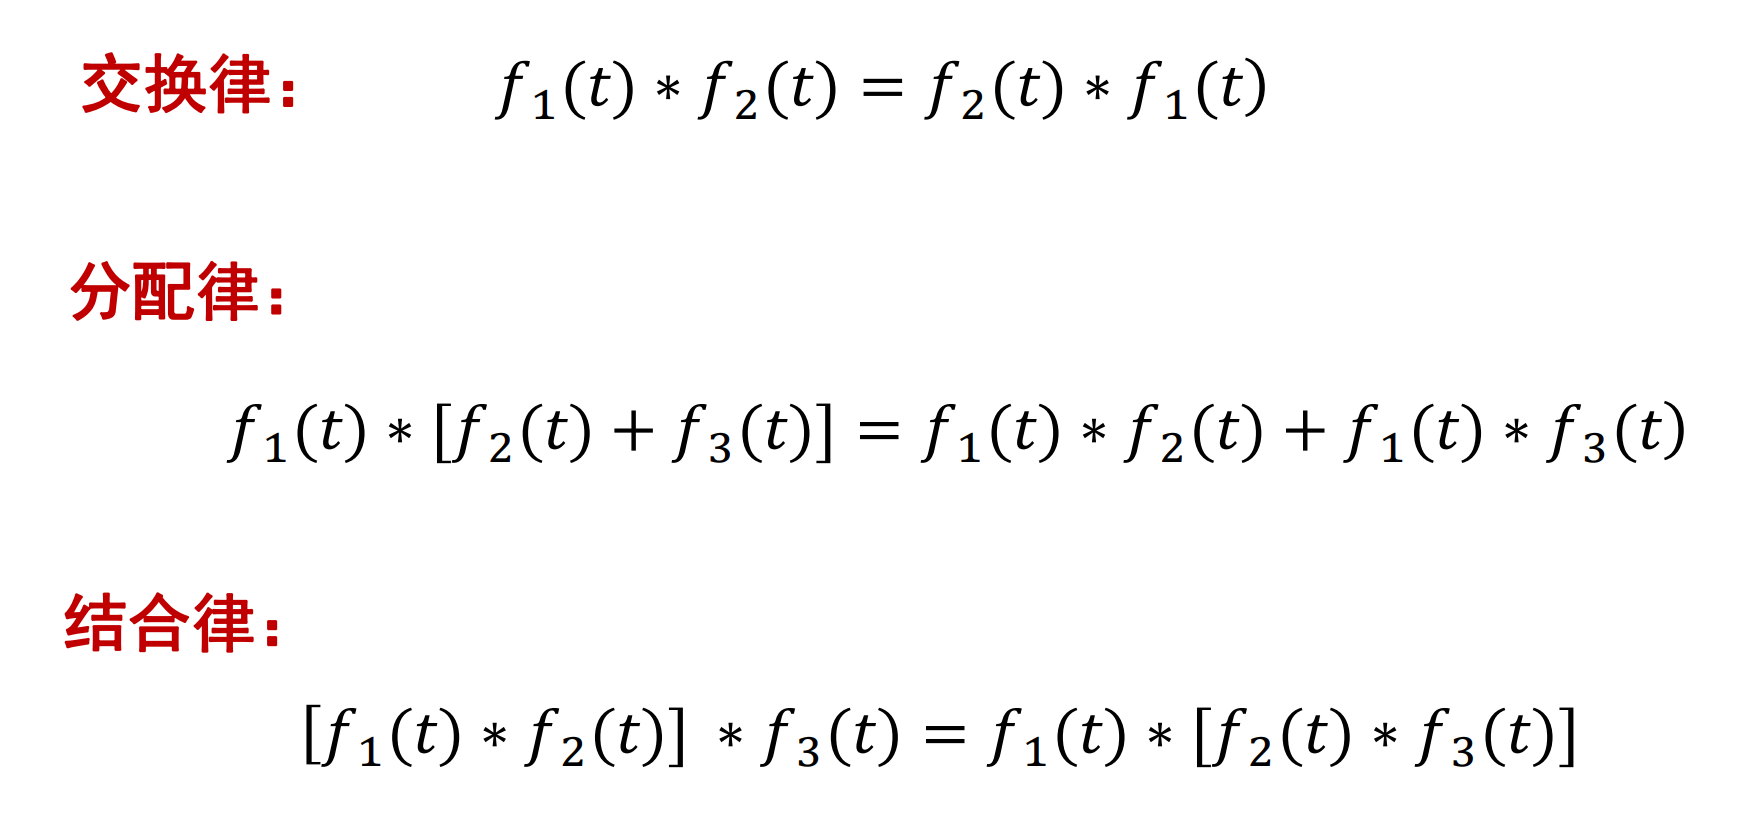 交换律： f₁(t) ∗ f₂(t) = f₂(t) ∗ f₁(t)
分配律：
f₁(t) ∗ [f₂(t) + f₃(t)] = f₁(t) ∗ f₂(t) + f₁(t) ∗ f₃(t)
结合律：
[f₁(t) ∗ f₂(t)] ∗ f₃(t) = f₁(t) ∗ [f₂(t) ∗ f₃(t)]